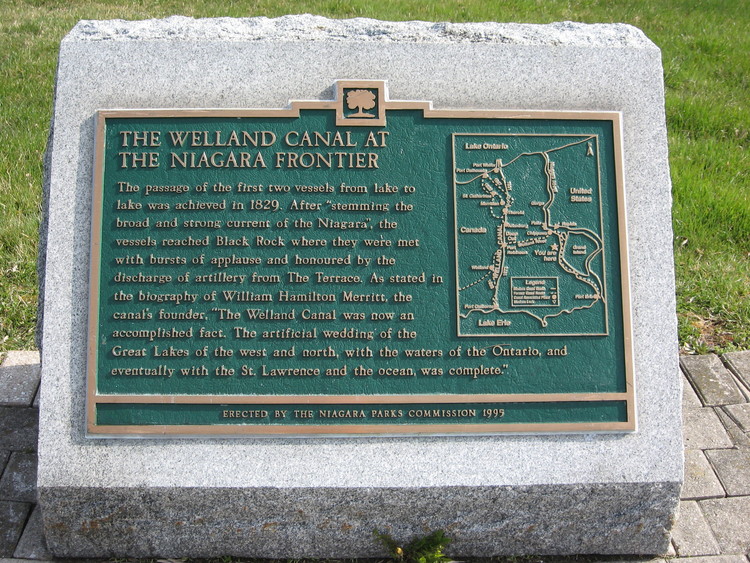 THE WELLAND CANAL AT
THE NIAGARA FRONTIER
The passage of the first two vessels from lake to
lake was achieved in 1829. After "stemming the
broad and strong current of the Niagara", the
vessels reached Black Rock where they were met
with bursts of applause and honoured by the
discharge of artillery from The Terrace. As stated in
the biography of William Hamilton Merritt, the
canal's founder, "The Welland Canal was now an
accomplished fact. The artificial wedding of the
Great Lakes of the west and north, with the waters of the Ontario, and
eventually with the St. Lawrence and the ocean, was complete."
ERECTED BY THE NIAGARA PARKS COMMISSION 1995
Lake Ontario
United
States
Canada
WELLAND CANAL
You are
here
Grand
Island
Legend
Lake Erie